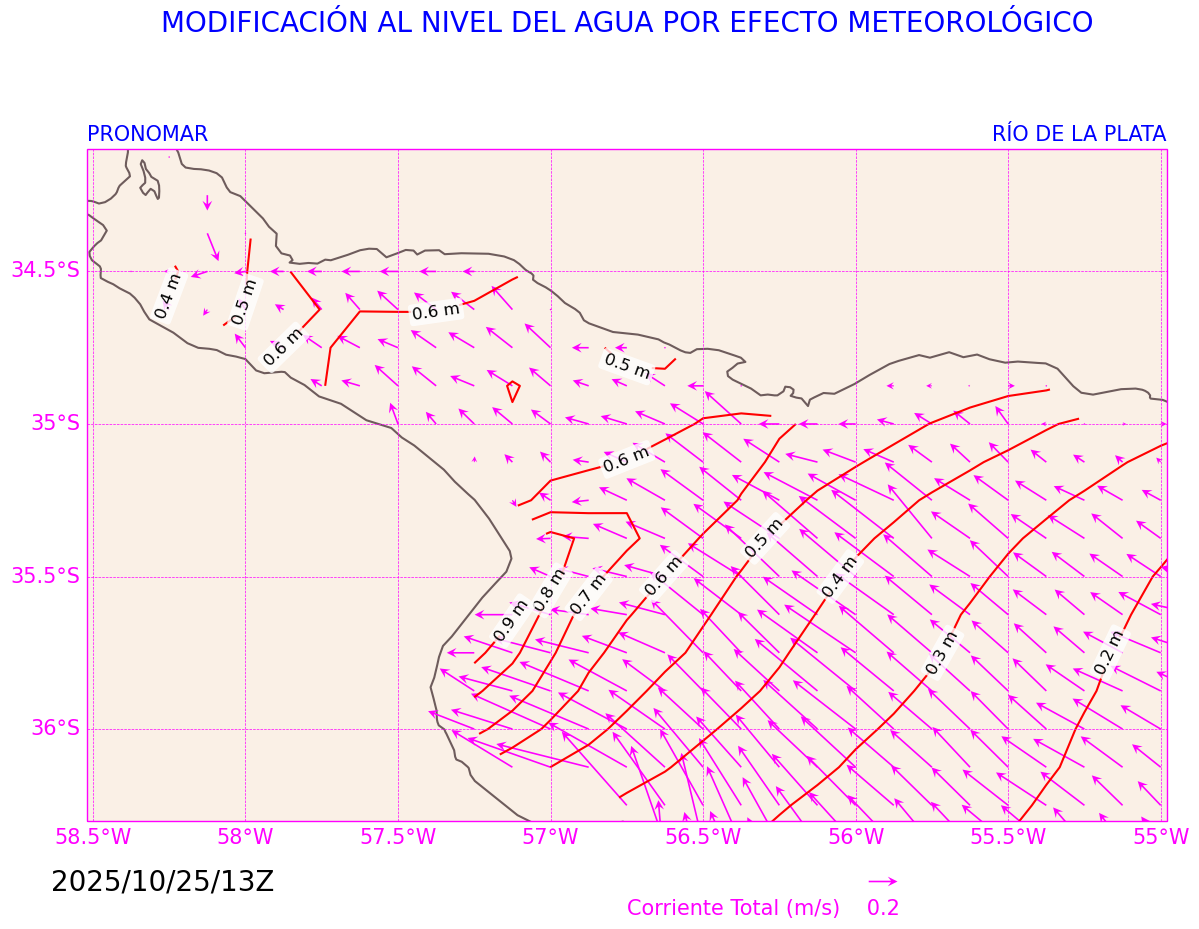 MODIFICACIÓN AL NIVEL DEL AGUA POR EFECTO METEOROLÓGICO
PRONOMAR
RÍO DE LA PLATA
34.5°S
35°S
35.5°S
36°S
0.4 m
0.5 m
0.6 m
0.6 m
0.5 m
0.6 m
0.9 m
0.8 m
0.7 m
0.6 m
0.5 m
0.4 m
0.3 m
0.2 m
58.5°W
58°W
57.5°W
57°W
56.5°W
56°W
55.5°W
55°W
2025/10/25/13Z
Corriente Total (m/s) 0.2